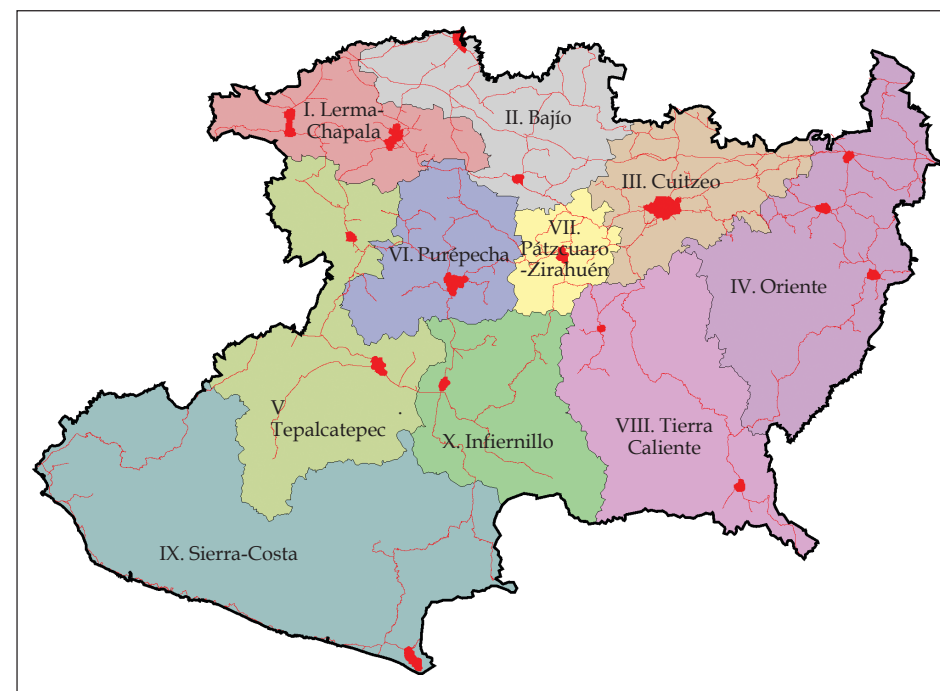 I. Lerma-
Chapala
II. Bajío
III. Cuitzeo
VII.
Pátzcuaro
-Zirahuén
VI. Purépecha
IV. Oriente
V
Tepalcatepec
.
X. Infiernillo
VIII. Tierra
Caliente
IX. Sierra-Costa